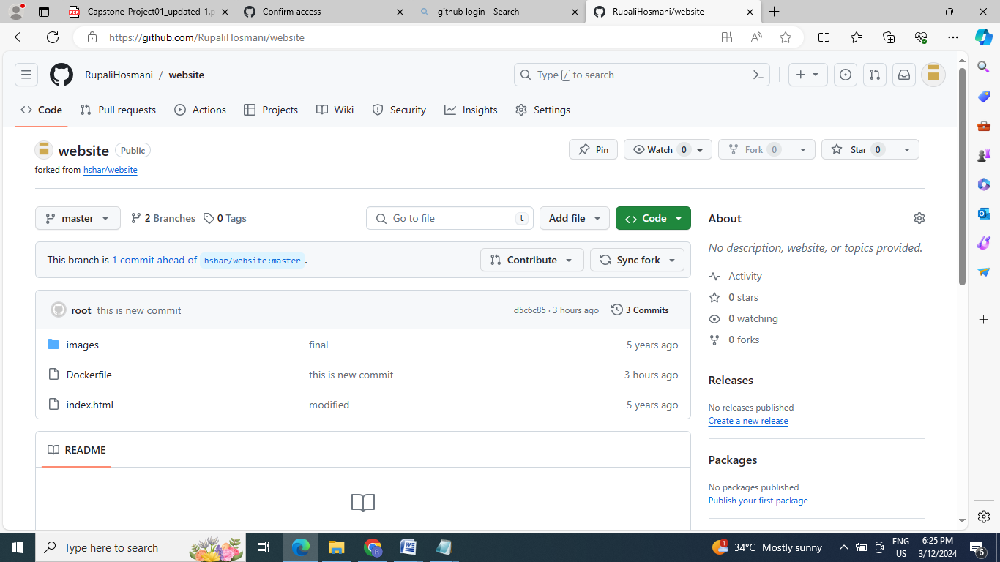 Capstone-Project01_updated-1.p
Confirm access
github login - Search
RupaliHosmani/website
https://github.com/RupaliHosmani/website
RupaliHosmani / website
Type / to search
Code
Pull requests
Actions
Projects
Wiki
Security
Insights
Settings
website Public
Pin
Watch 0
Fork 0
Star 0
forked from hshar/website
master
2 Branches
0 Tags
Go to file t
Add file
Code
About
No description, website, or topics provided.
This branch is 1 commit ahead of hshar/website:master .
Contribute
Sync fork
Activity
0 stars
0 watching
0 forks
root this is new commit
d5c6c85 · 3 hours ago
3 Commits
images final 5 years ago
Dockerfile this is new commit 3 hours ago
index.html modified 5 years ago
Releases
No releases published
Create a new release
README
Packages
No packages published
Publish your first package
Type here to search
34°C Mostly sunny
ENG
US
6:25 PM
3/12/2024
6